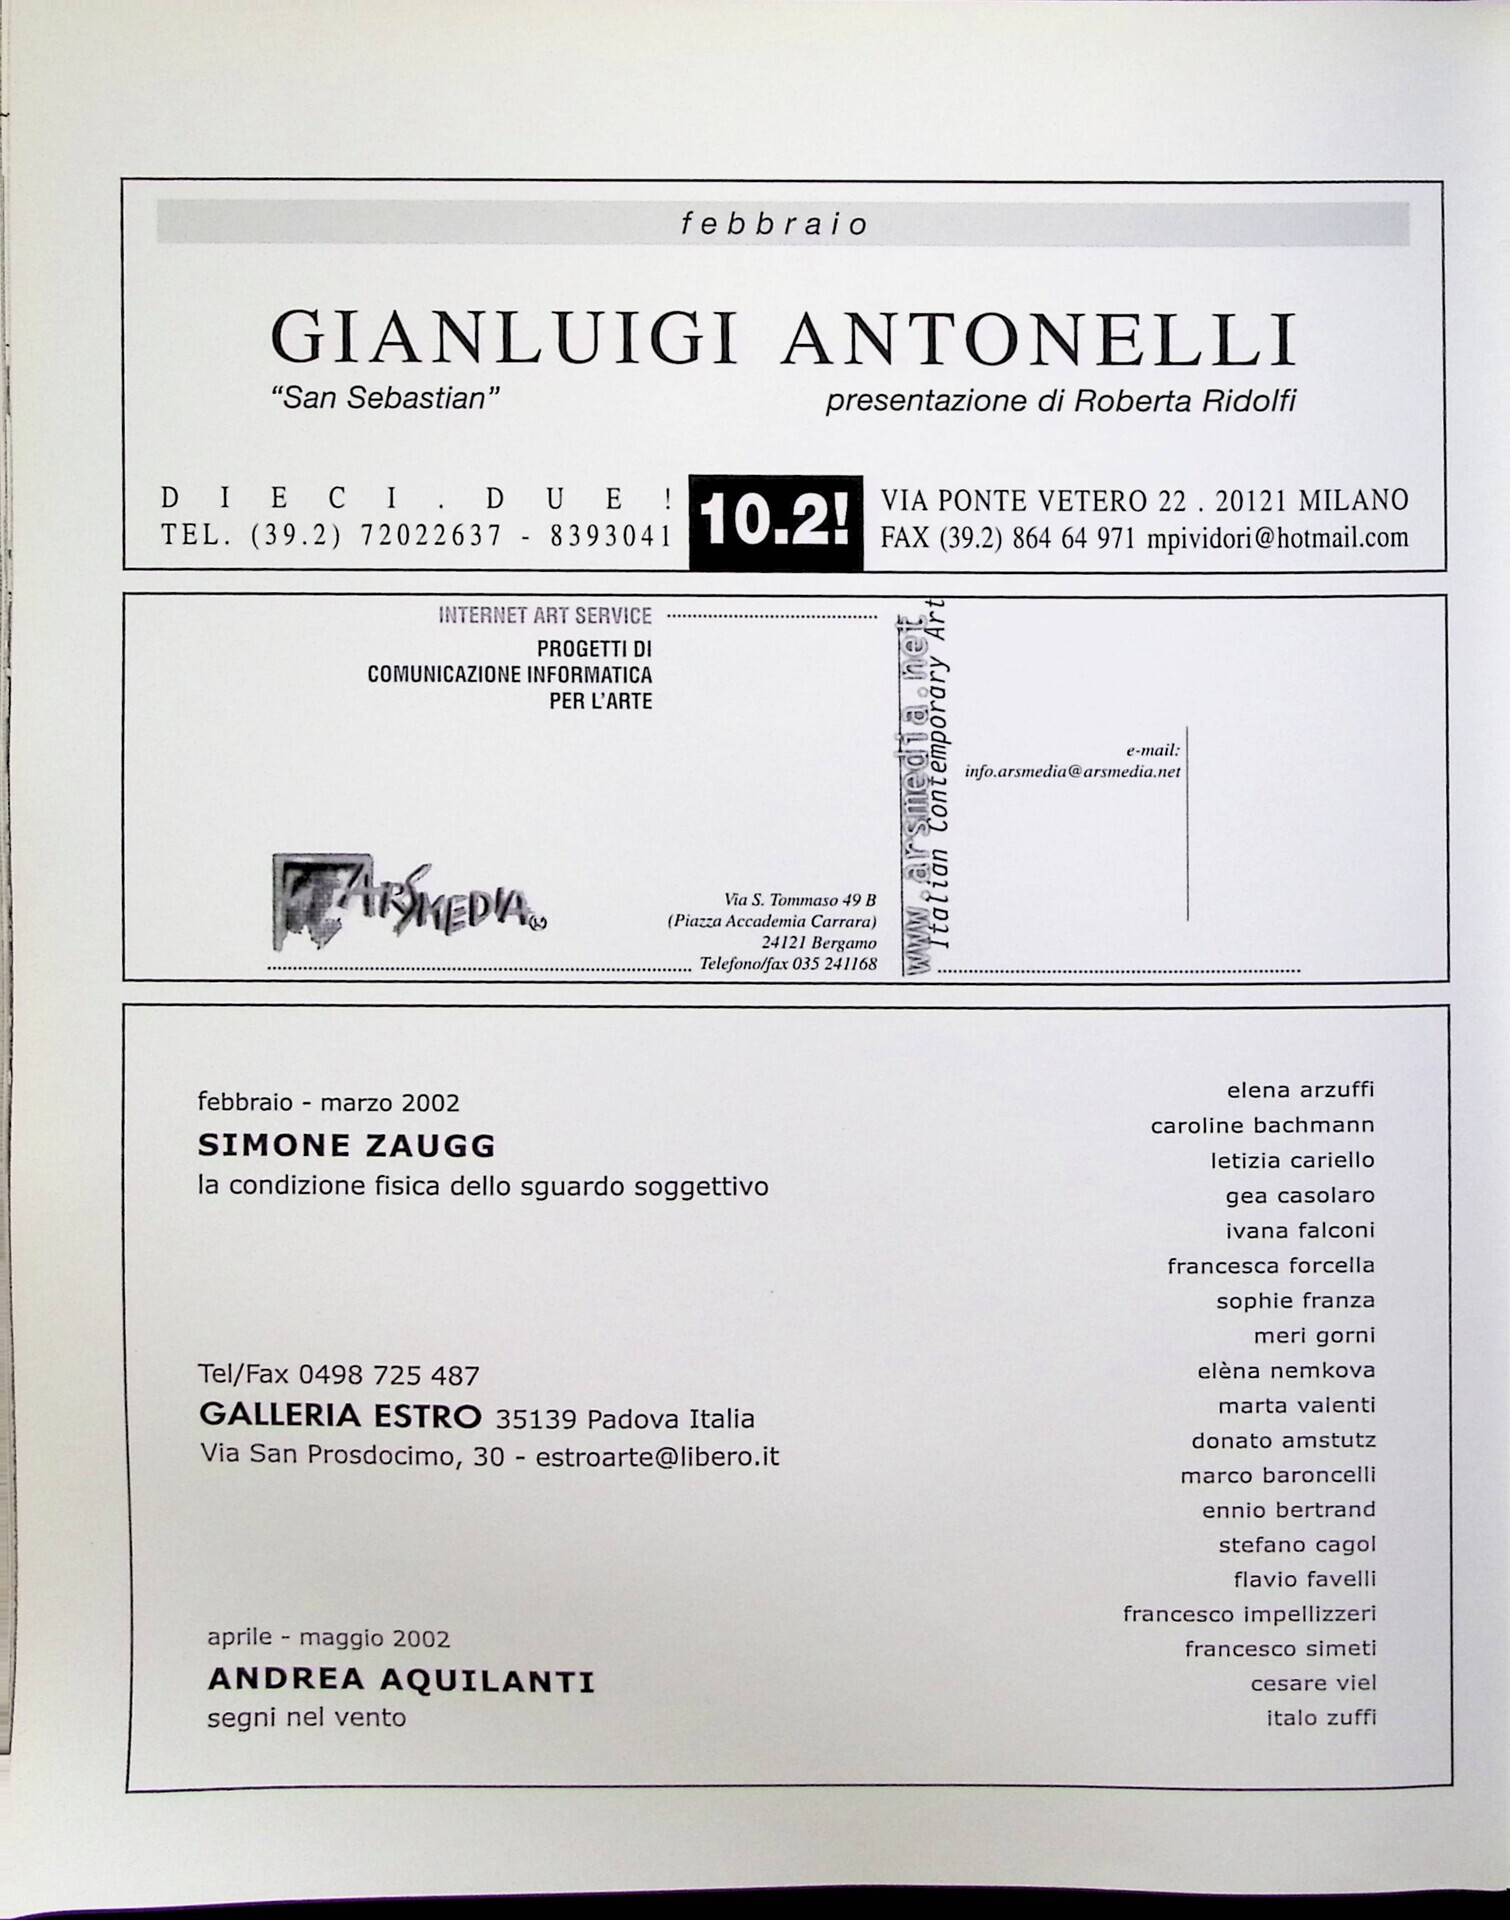 febbraio
GIANLUIGI ANTONELLI
“San Sebastian” presentazione di Roberta Ridolfi
DIECI.DUE!
TEL. (39.2) 72022637 - 8393041
10.2!
VIA PONTE VETERO 22 . 20121 MILANO
FAX (39.2) 864 64 971 mpividori@hotmail.com
INTERNET ART SERVICE
PROGETTI DI
COMUNICAZIONE INFORMATICA
PER L'ARTE
ARSMEDIA
Via S. Tommaso 49 B
(Piazza Accademia Carrara)
24121 Bergamo
Telefono/fax 035 241168
www.arsmedia.net
Italian Contemporary Art
e-mail:
info.arsmedia@arsmedia.net
febbraio - marzo 2002
SIMONE ZAUGG
la condizione fisica dello sguardo soggettivo
Tel/Fax 0498 725 487
GALLERIA ESTRO 35139 Padova Italia
Via San Prosdocimo, 30 - estroarte@libero.it
aprile - maggio 2002
ANDREA AQUILANTI
segni nel vento
elena arzuffi
caroline bachmann
letizia cariello
gea casolaro
ivana falconi
francesca forcella
sophie franza
meri gorni
elèna nemkova
marta valenti
donato amstutz
marco baroncelli
ennio bertrand
stefano cagol
flavio favelli
francesco impellizzeri
francesco simeti
cesare viel
italo zuffi